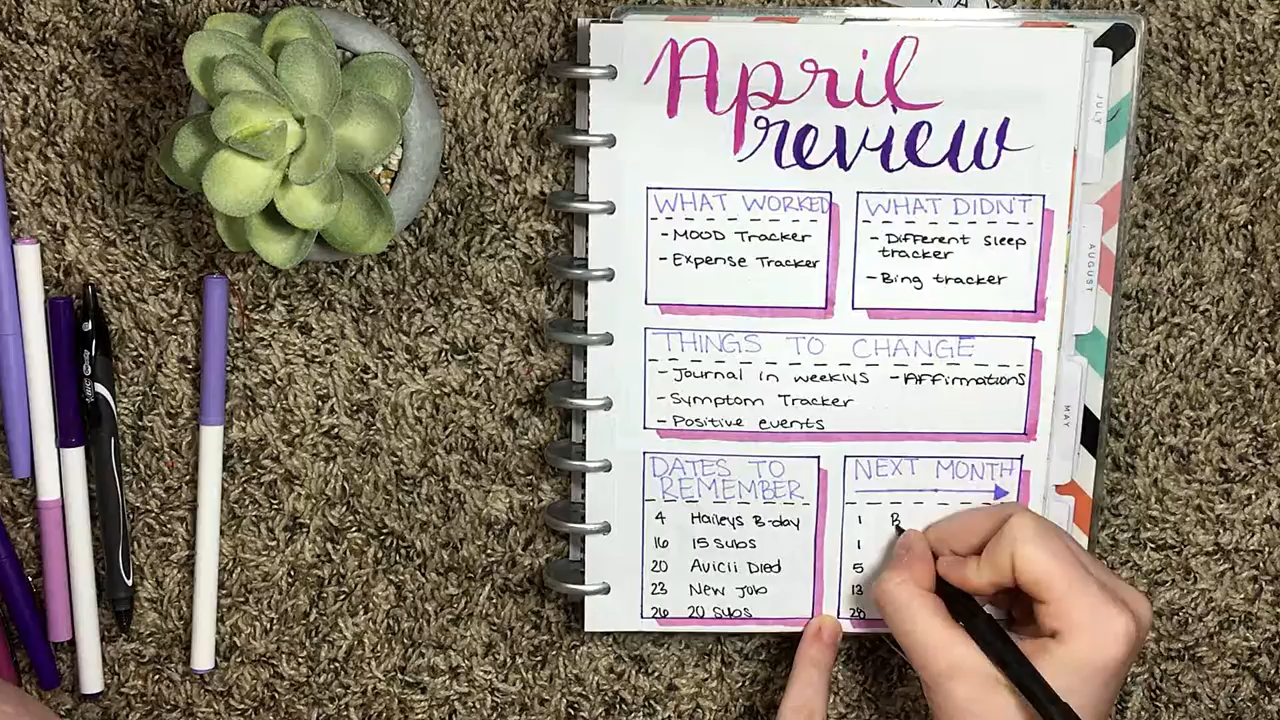 April
review
WHAT WORKED
- MOOD Tracker
- Expense Tracker
WHAT DIDN'T
- Different Sleep
tracker
- Bing tracker
THINGS TO CHANGE
- Journal in weeklys - Affirmations
- Symptom Tracker
- Positive events
DATES TO
REMEMBER
4 Haileys B-day
16 15 subs
20 Avicii Died
23 New Job
26 20 subs
NEXT MONTH
1 B
1
5
13
28
JULY
AUGUST
MAY
BIC